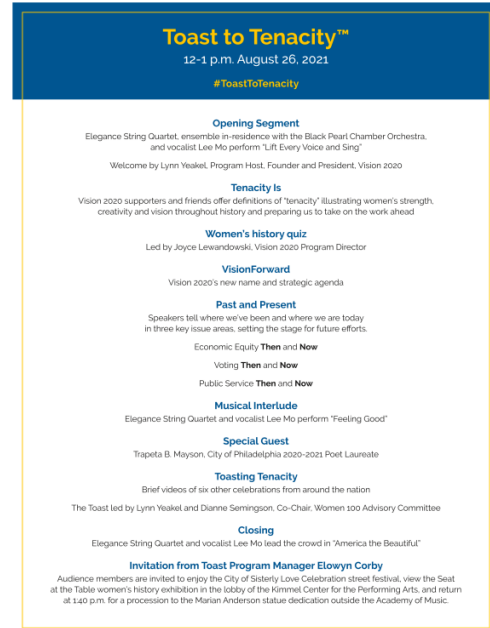 Toast to Tenacity™
12-1 p.m. August 26, 2021
#ToastToTenacity
Opening Segment
Elegance String Quartet, ensemble in-residence with the Black Pearl Chamber Orchestra,
and vocalist Lee Mo perform “Lift Every Voice and Sing”
Welcome by Lynn Yeakel, Program Host, Founder and President, Vision 2020
Tenacity Is
Vision 2020 supporters and friends offer definitions of “tenacity” illustrating women’s strength,
creativity and vision throughout history and preparing us to take on the work ahead
Women’s history quiz
Led by Joyce Lewandowski, Vision 2020 Program Director
VisionForward
Vision 2020’s new name and strategic agenda
Past and Present
Speakers tell where we’ve been and where we are today
in three key issue areas, setting the stage for future efforts.
Economic Equity Then and Now
Voting Then and Now
Public Service Then and Now
Musical Interlude
Elegance String Quartet and vocalist Lee Mo perform “Feeling Good”
Special Guest
Trapeta B. Mayson, City of Philadelphia 2020-2021 Poet Laureate
Toasting Tenacity
Brief videos of six other celebrations from around the nation
The Toast led by Lynn Yeakel and Dianne Semingson, Co-Chair, Women 100 Advisory Committee
Closing
Elegance String Quartet and vocalist Lee Mo lead the crowd in “America the Beautiful”
Invitation from Toast Program Manager Elowyn Corby
Audience members are invited to enjoy the City of Sisterly Love Celebration street festival, view the Seat
at the Table women’s history exhibition in the lobby of the Kimmel Center for the Performing Arts, and return
at 1:40 p.m. for a procession to the Marian Anderson statue dedication outside the Academy of Music.